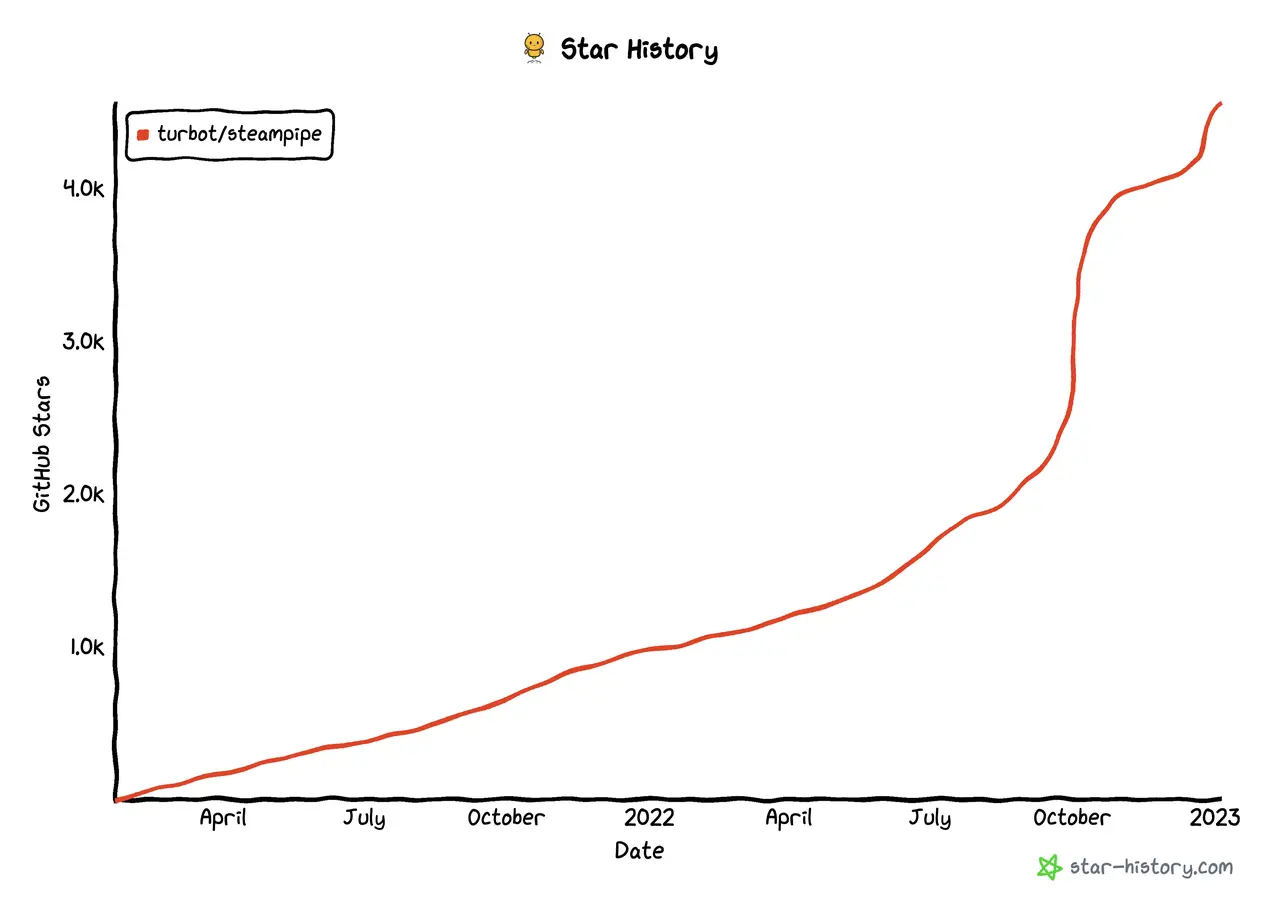 Star History
turbot/steampipe
4.0K
3.0K
2.0K
1.0K
GitHub Stars
April July October 2022 April July October 2023
Date
star-history.com